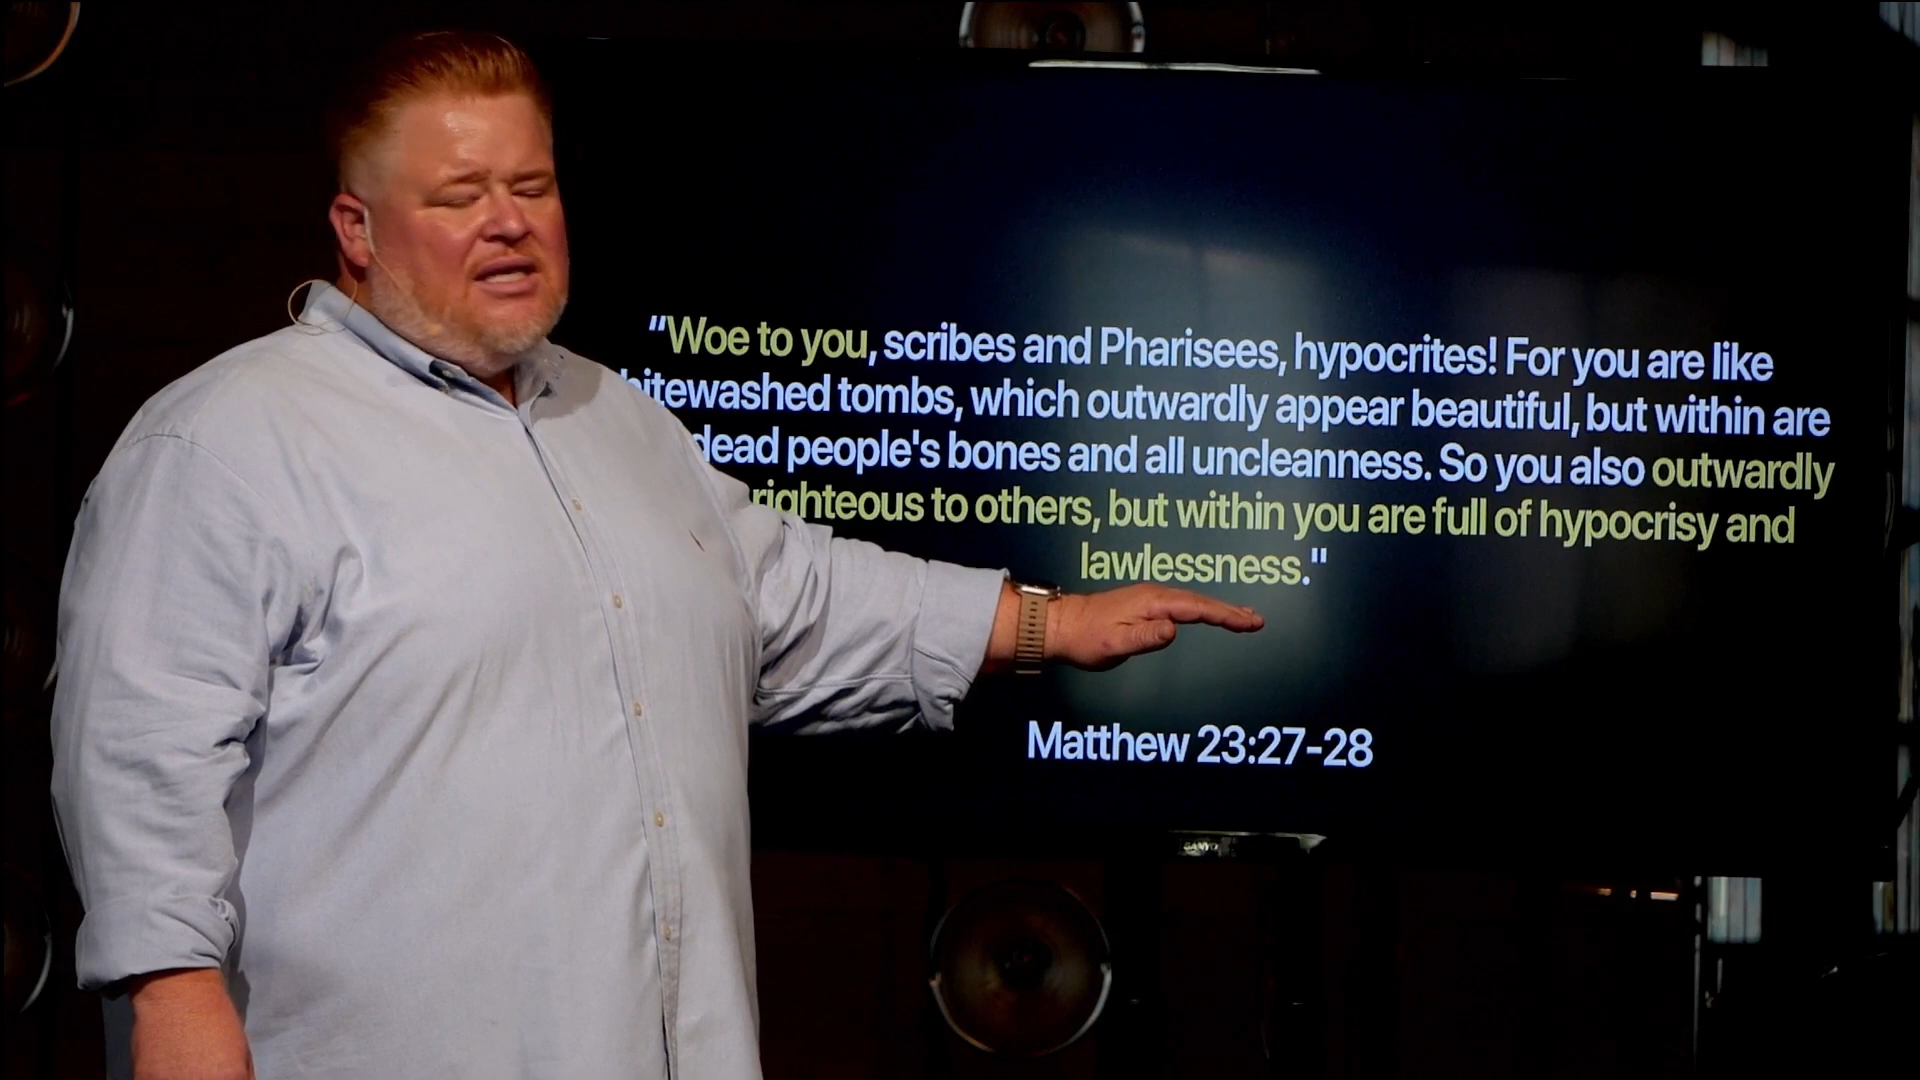 “Woe to you, scribes and Pharisees, hypocrites! For you are like
tombs, which outwardly appear beautiful, but within are
dead people's bones and all uncleanness. So you also outwardly
righteous to others, but within you are full of hypocrisy and
lawlessness."
Matthew 23:27-28
SANYO